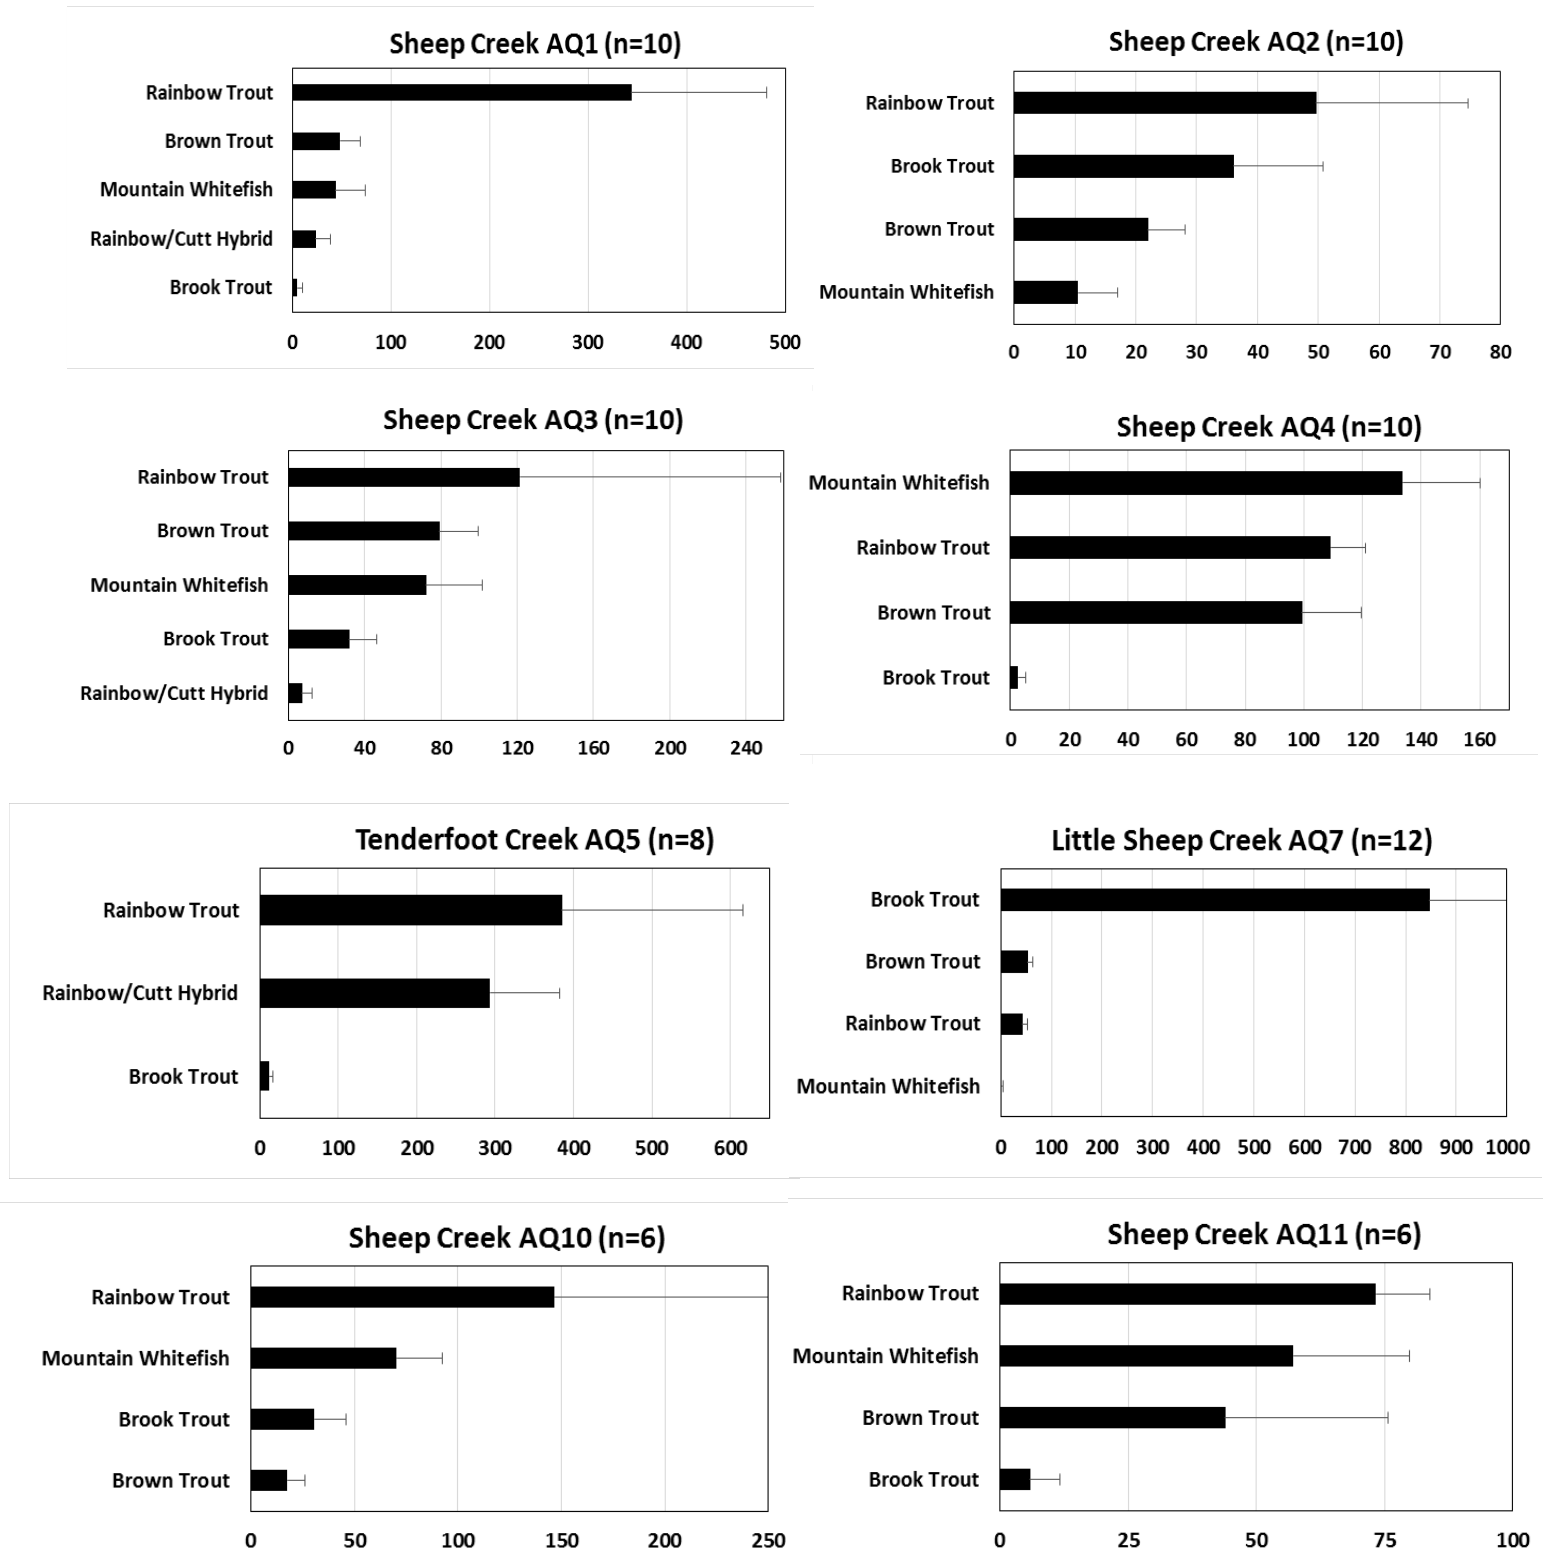 Sheep Creek AQ1 (n=10)
Rainbow Trout
Brown Trout
Mountain Whitefish
Rainbow/Cutt Hybrid
Brook Trout
0 100 200 300 400 500
Sheep Creek AQ2 (n=10)
Rainbow Trout
Brook Trout
Brown Trout
Mountain Whitefish
0 10 20 30 40 50 60 70 80
Sheep Creek AQ3 (n=10)
Rainbow Trout
Brown Trout
Mountain Whitefish
Brook Trout
Rainbow/Cutt Hybrid
0 40 80 120 160 200 240
Sheep Creek AQ4 (n=10)
Mountain Whitefish
Rainbow Trout
Brown Trout
Brook Trout
0 20 40 60 80 100 120 140 160
Tenderfoot Creek AQ5 (n=8)
Rainbow Trout
Rainbow/Cutt Hybrid
Brook Trout
0 100 200 300 400 500 600
Little Sheep Creek AQ7 (n=12)
Brook Trout
Brown Trout
Rainbow Trout
Mountain Whitefish
0 100 200 300 400 500 600 700 800 900 1000
Sheep Creek AQ10 (n=6)
Rainbow Trout
Mountain Whitefish
Brook Trout
Brown Trout
0 50 100 150 200 250
Sheep Creek AQ11 (n=6)
Rainbow Trout
Mountain Whitefish
Brown Trout
Brook Trout
0 25 50 75 100